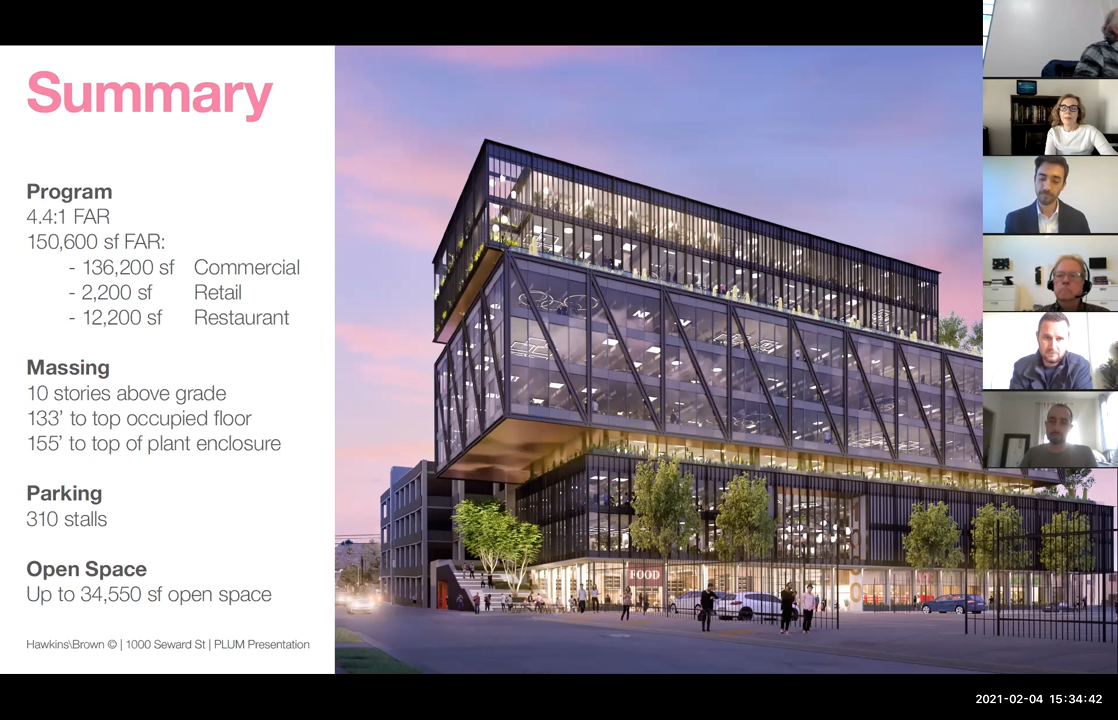 Summary
Program
4.4:1 FAR
150,600 sf FAR:
- 136,200 sf Commercial
- 2,200 sf Retail
- 12,200 sf Restaurant
Massing
10 stories above grade
133’ to top occupied floor
155’ to top of plant enclosure
Parking
310 stalls
Open Space
Up to 34,550 sf open space
Hawkins\Brown © | 1000 Seward St | PLUM Presentation
FOOD
2021-02-04 15:34:42